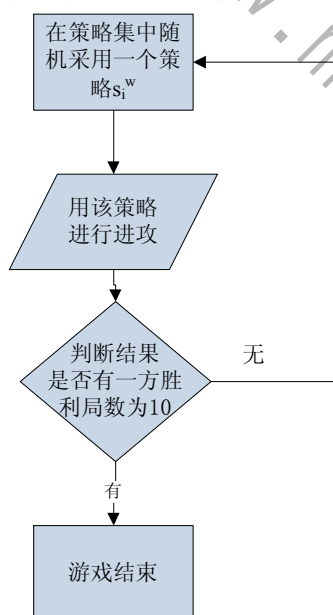 在策略集中随
机采用一个策
略sᵢʷ
用该策略
进行进攻
判断结果
是否有一方胜
利局数为10
无
有
游戏结束